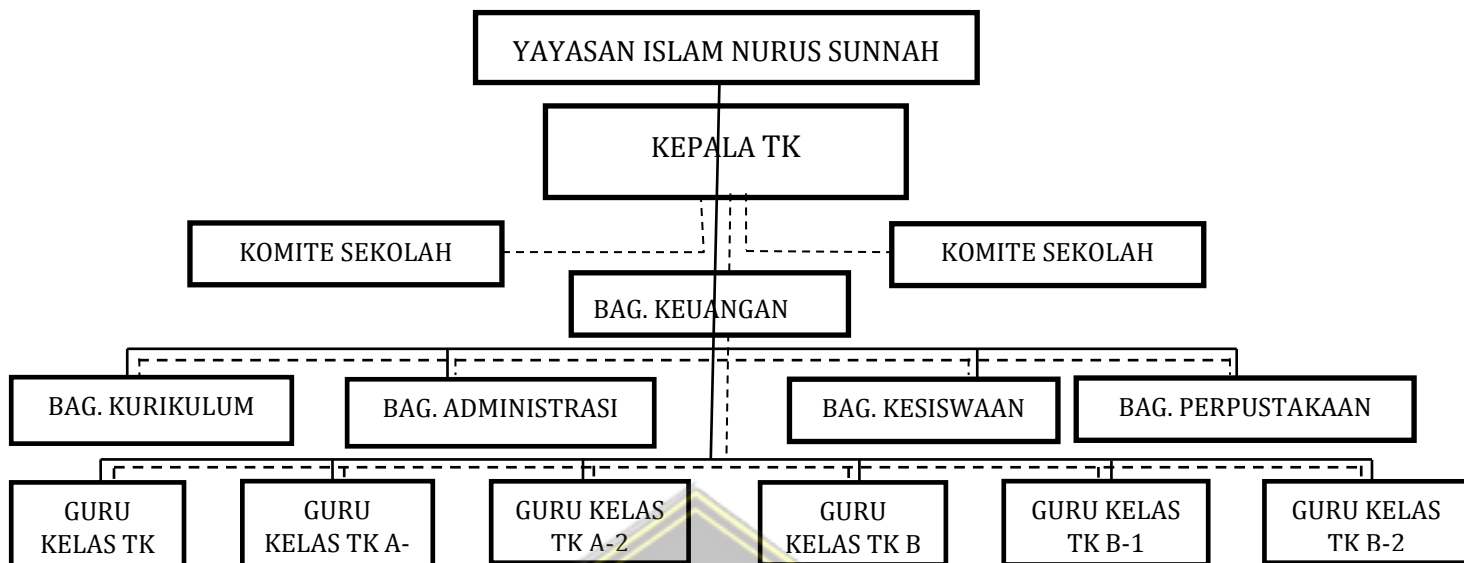 YAYASAN ISLAM NURUS SUNNAH
KEPALA TK
KOMITE SEKOLAH
KOMITE SEKOLAH
BAG. KEUANGAN
BAG. KURIKULUM
BAG. ADMINISTRASI
BAG. KESISWAAN
BAG. PERPUSTAKAAN
GURU
KELAS TK
GURU
KELAS TK A-
GURU KELAS
TK A-2
GURU
KELAS TK B
GURU KELAS
TK B-1
GURU KELAS
TK B-2